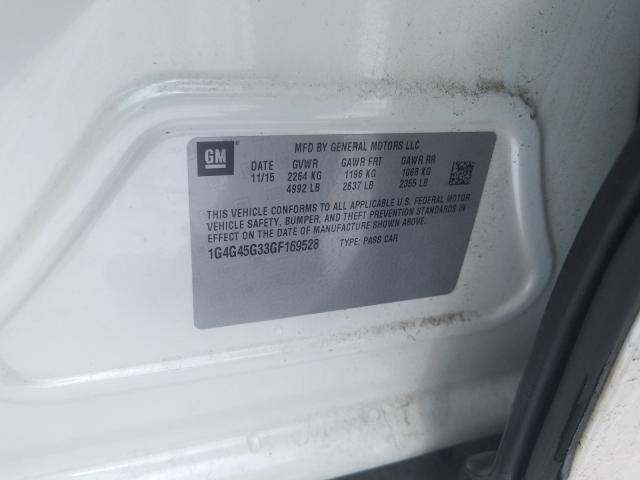 GM ®
MFD BY GENERAL MOTORS LLC
DATE GVWR GAWR FRT GAWR RR
11/15 2264 KG 1196 KG 1068 KG
4992 LB 2637 LB 2355 LB
THIS VEHICLE CONFORMS TO ALL APPLICABLE U.S. FEDERAL MOTOR
VEHICLE SAFETY, BUMPER, AND THEFT PREVENTION STANDARDS IN
EFFECT ON THE DATE OF MANUFACTURE SHOWN ABOVE.
1G4G45G33GF169528 TYPE: PASS CAR